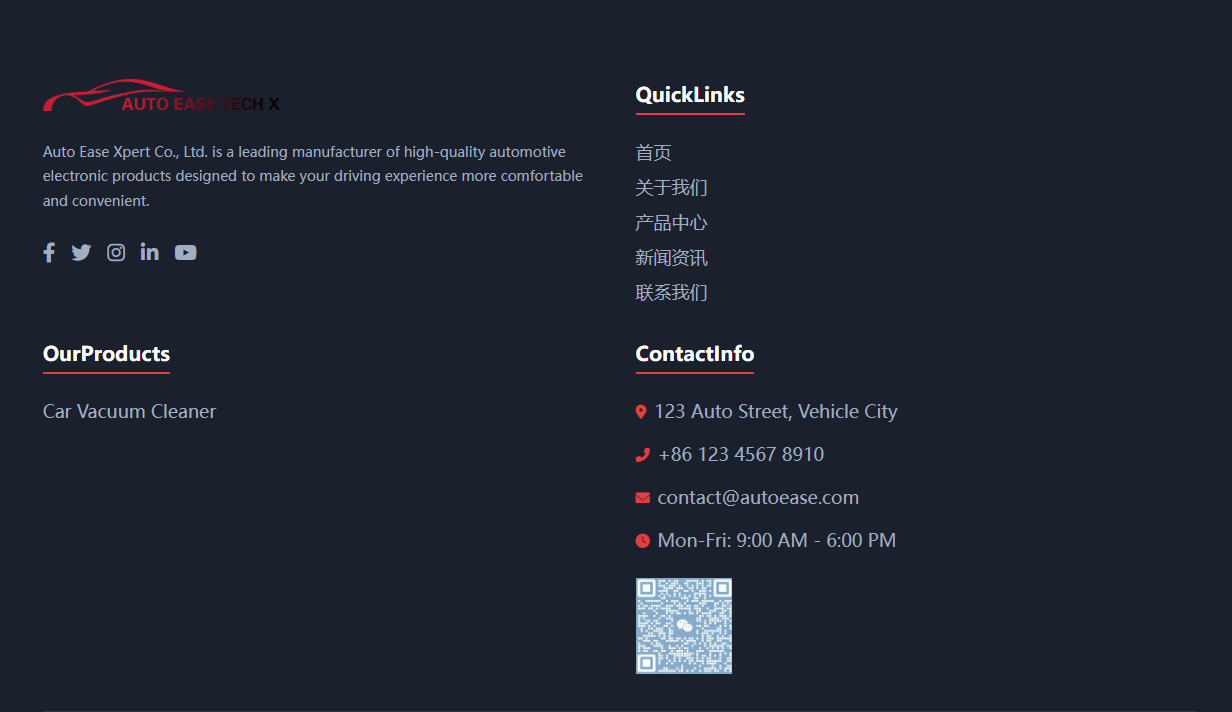 AUTO EASE TECH X
Auto Ease Xpert Co., Ltd. is a leading manufacturer of high-quality automotive
electronic products designed to make your driving experience more comfortable
and convenient.
QuickLinks
首页
关于我们
产品中心
新闻资讯
联系我们
OurProducts
Car Vacuum Cleaner
ContactInfo
123 Auto Street, Vehicle City
+86 123 4567 8910
contact@autoease.com
Mon-Fri: 9:00 AM - 6:00 PM